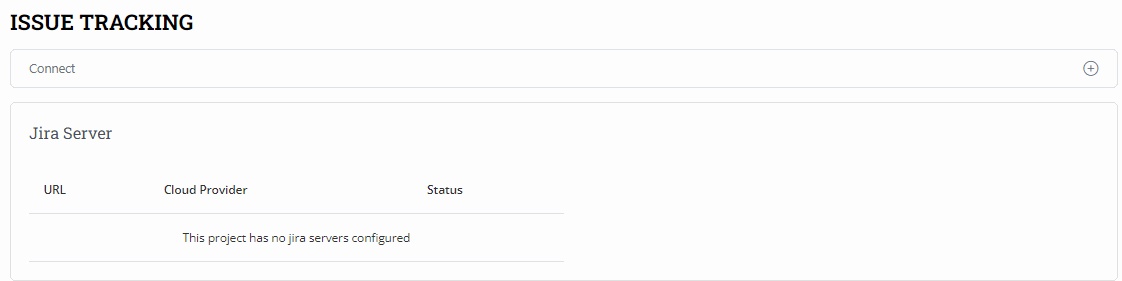 ISSUE TRACKING
Connect
Jira Server
URL Cloud Provider Status
This project has no jira servers configured